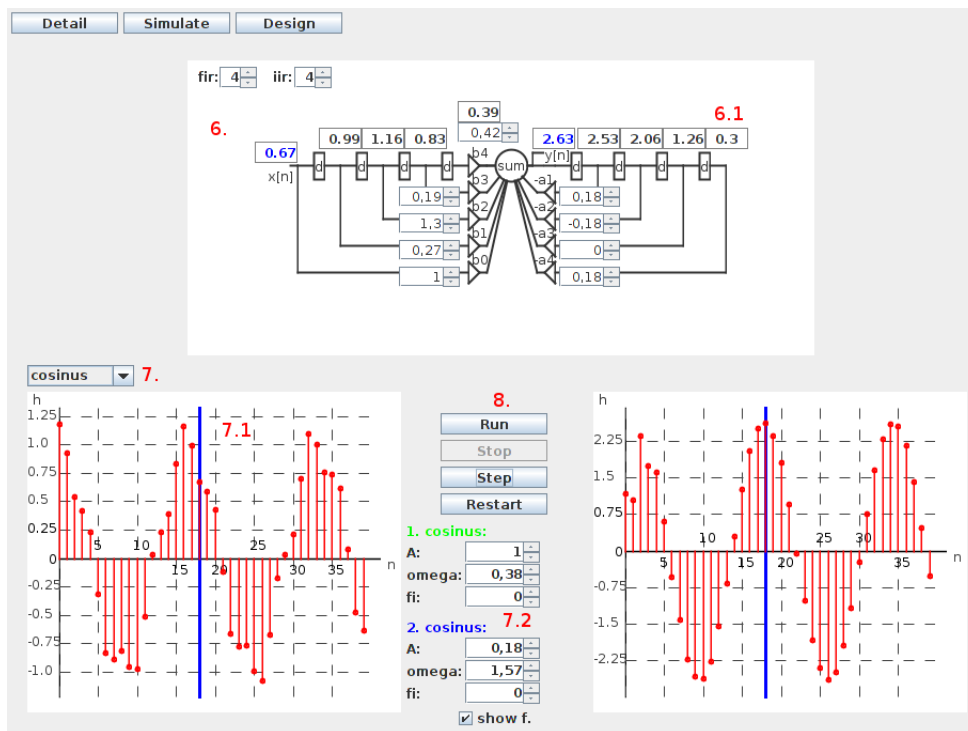 Detail Simulate Design
fir: 4 iir: 4
0.39
6. 6.1
0.99 1.16 0.83 0,42 2.63 2.53 2.06 1.26 0.3
0.67 b4 y[n]
d d d d sum d d d d
x[n] b3 -a1
0,19 0,18
b2 -a2
1,3 -0,18
b1 -a3
0,27 0
b0 -a4
1 0,18
cosinus 7.
h
1.25
1.0
0.75
0.5
0.25
0
-0.25
-0.5
-0.75
-1.0
5 10 15 20 25 30 35 n
7.1
8.
Run
Stop
Step
Restart
1. cosinus:
A: 1
omega: 0,38
fi: 0
7.2
2. cosinus:
A: 0,18
omega: 1,57
fi: 0
show f.
h
2.25
1.5
0.75
0
-0.75
-1.5
-2.25
5 10 15 20 25 30 35 n